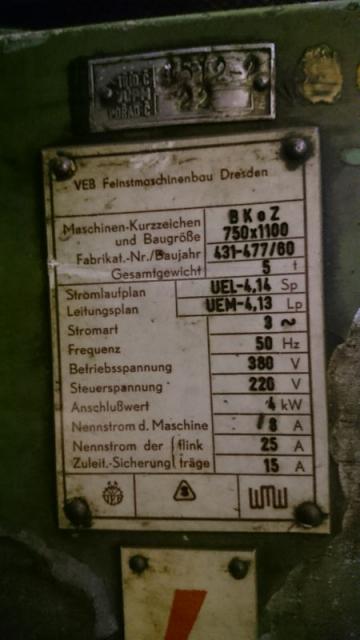 VEB Feinstmaschinenbau Dresden
Maschinen-Kurzzeichen und Baugröße BKoZ 750x1100
Fabrikat.-Nr./Baujahr 431-477/60
Gesamtgewicht 5 t
Stromlaufplan UEL-4,14 Sp
Leitungsplan UEM-4,13 Lp
Stromart 3 ~
Frequenz 50 Hz
Betriebsspannung 380 V
Steuerspannung 220 V
Anschlußwert 4 kW
Nennstrom d. Maschine 8 A
Nennstrom der flink 25 A
Zuleit.-Sicherung träge 15 A
WMW